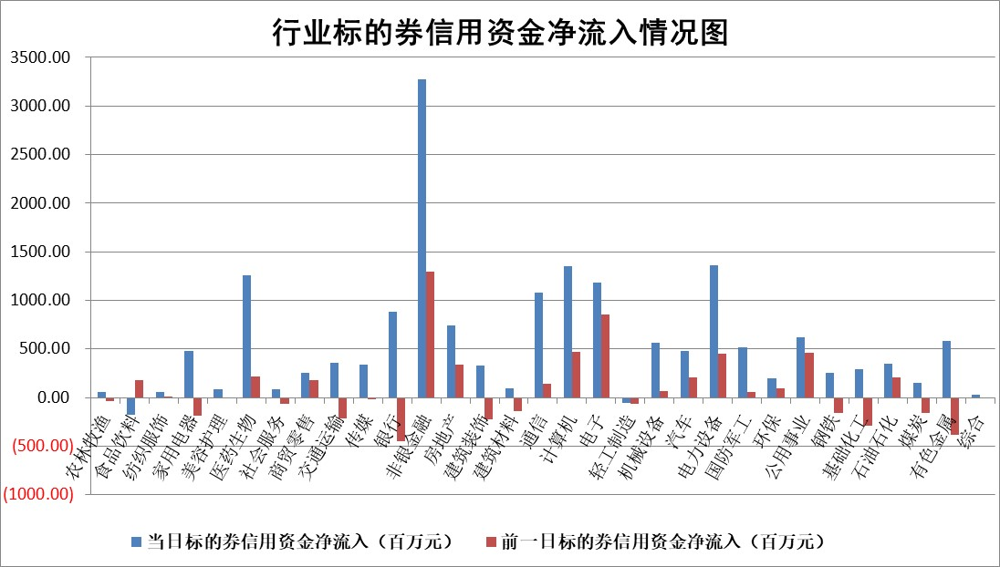 行业标的券信用资金净流入情况图
3500.00
3000.00
2500.00
2000.00
1500.00
1000.00
500.00
0.00
(500.00)
(1000.00)
农林牧渔
食品饮料
纺织服饰
家用电器
美容护理
医药生物
社会服务
商贸零售
交通运输
传媒
银行
非银金融
房地产
建筑装饰
建筑材料
通信
计算机
电子
轻工制造
机械设备
汽车
电力设备
国防军工
环保
公用事业
钢铁
基础化工
石油石化
煤炭
有色金属
综合
当日标的券信用资金净流入（百万元）
前一日标的券信用资金净流入（百万元）